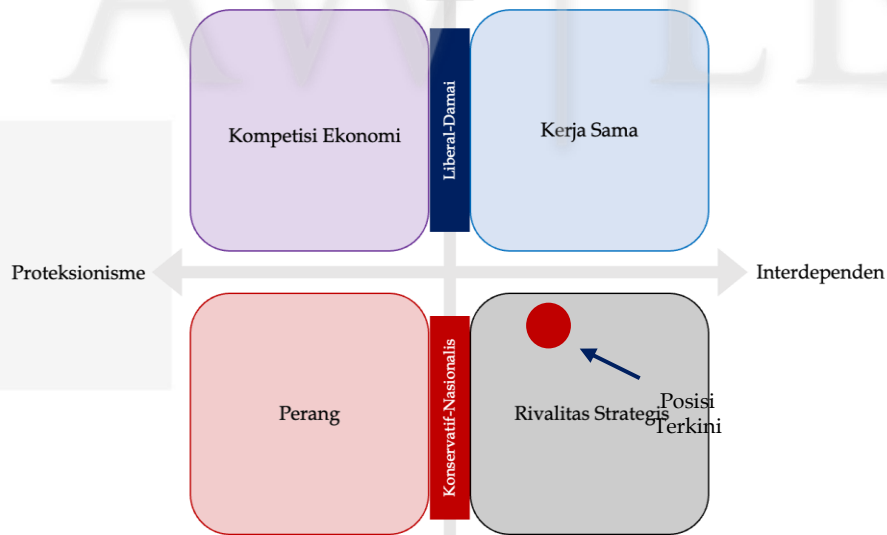 Kompetisi Ekonomi
Liberal-Damai
Kerja Sama
Proteksionisme
Interdependen
Perang
Konservatif-Nasionalis
Rivalitas Strategis
Posisi
Terkini